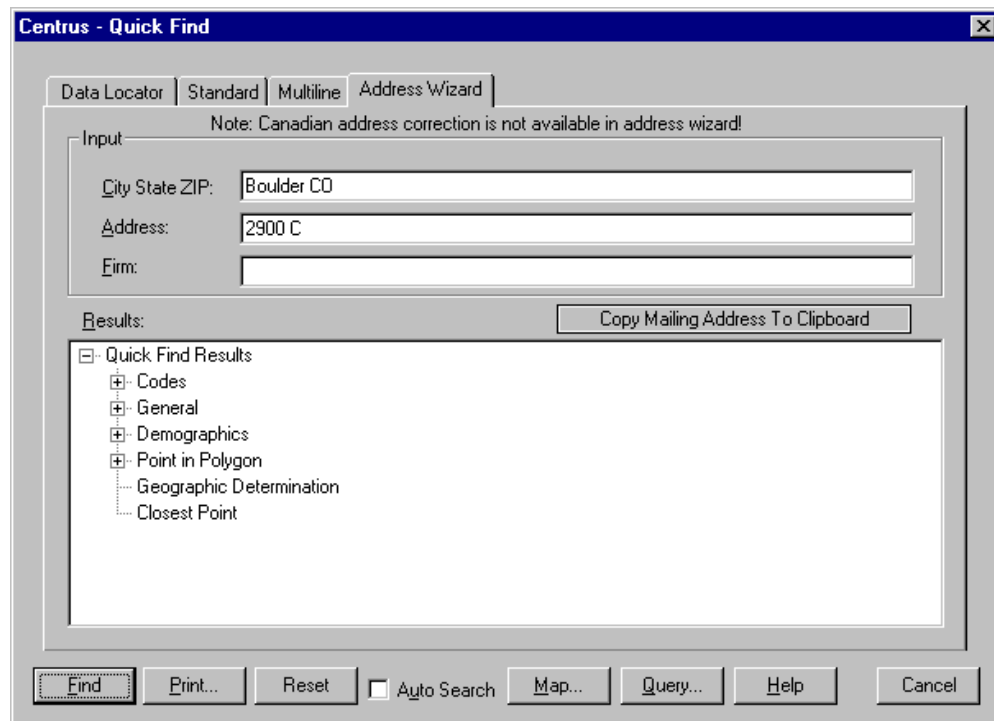 Centrus - Quick Find
Data Locator Standard Multiline Address Wizard
Note: Canadian address correction is not available in address wizard!
Input
City State ZIP: Boulder CO
Address: 2900 C
Firm:
Results: Copy Mailing Address To Clipboard
Quick Find Results
Codes
General
Demographics
Point in Polygon
Geographic Determination
Closest Point
Find Print... Reset Auto Search Map... Query... Help Cancel